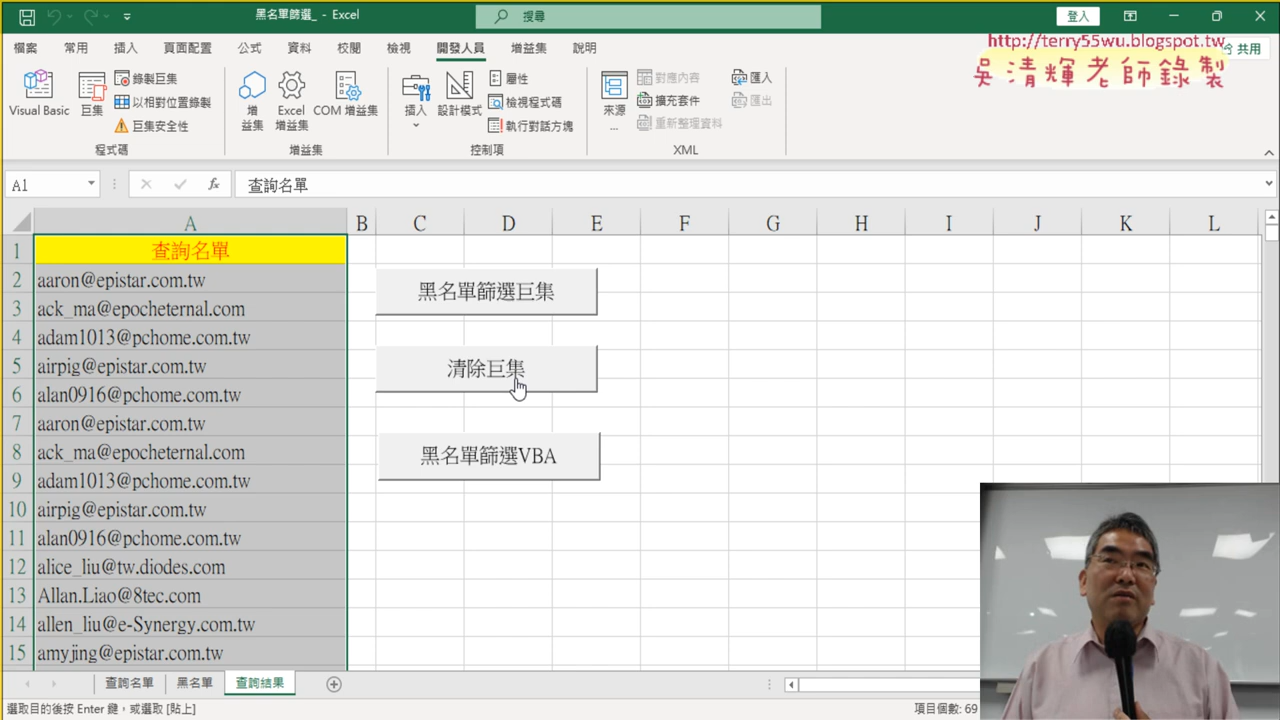 黑名單篩選_ - Excel
搜尋
登入
檔案 常用 插入 頁面配置 公式 資料 校閱 檢視 開發人員 增益集 說明
共用
http://terry55wu.blogspot.tw
吳清輝老師錄製
Visual Basic
巨集
錄製巨集
以相對位置錄製
巨集安全性
程式碼
增益集
Excel 增益集
COM 增益集
增益集
插入
設計模式
屬性
檢視程式碼
執行對話方塊
控制項
來源...
對應內容
擴充套件
重新整理資料
匯入
匯出
XML
A1
fx
查詢名單
A B C D E F G H I J K L
1 查詢名單
2 aaron@epistar.com.tw
3 ack_ma@epocheternal.com
4 adam1013@pchome.com.tw
5 airpig@epistar.com.tw
6 alan0916@pchome.com.tw
7 aaron@epistar.com.tw
8 ack_ma@epocheternal.com
9 adam1013@pchome.com.tw
10 airpig@epistar.com.tw
11 alan0916@pchome.com.tw
12 alice_liu@tw.diodes.com
13 Allan.Liao@8tec.com
14 allen_liu@e-Synergy.com.tw
15 amyjing@epistar.com.tw
黑名單篩選巨集
清除巨集
黑名單篩選VBA
查詢名單 黑名單 查詢結果
選取目的後按 Enter 鍵，或選取 [貼上]
項目個數: 69